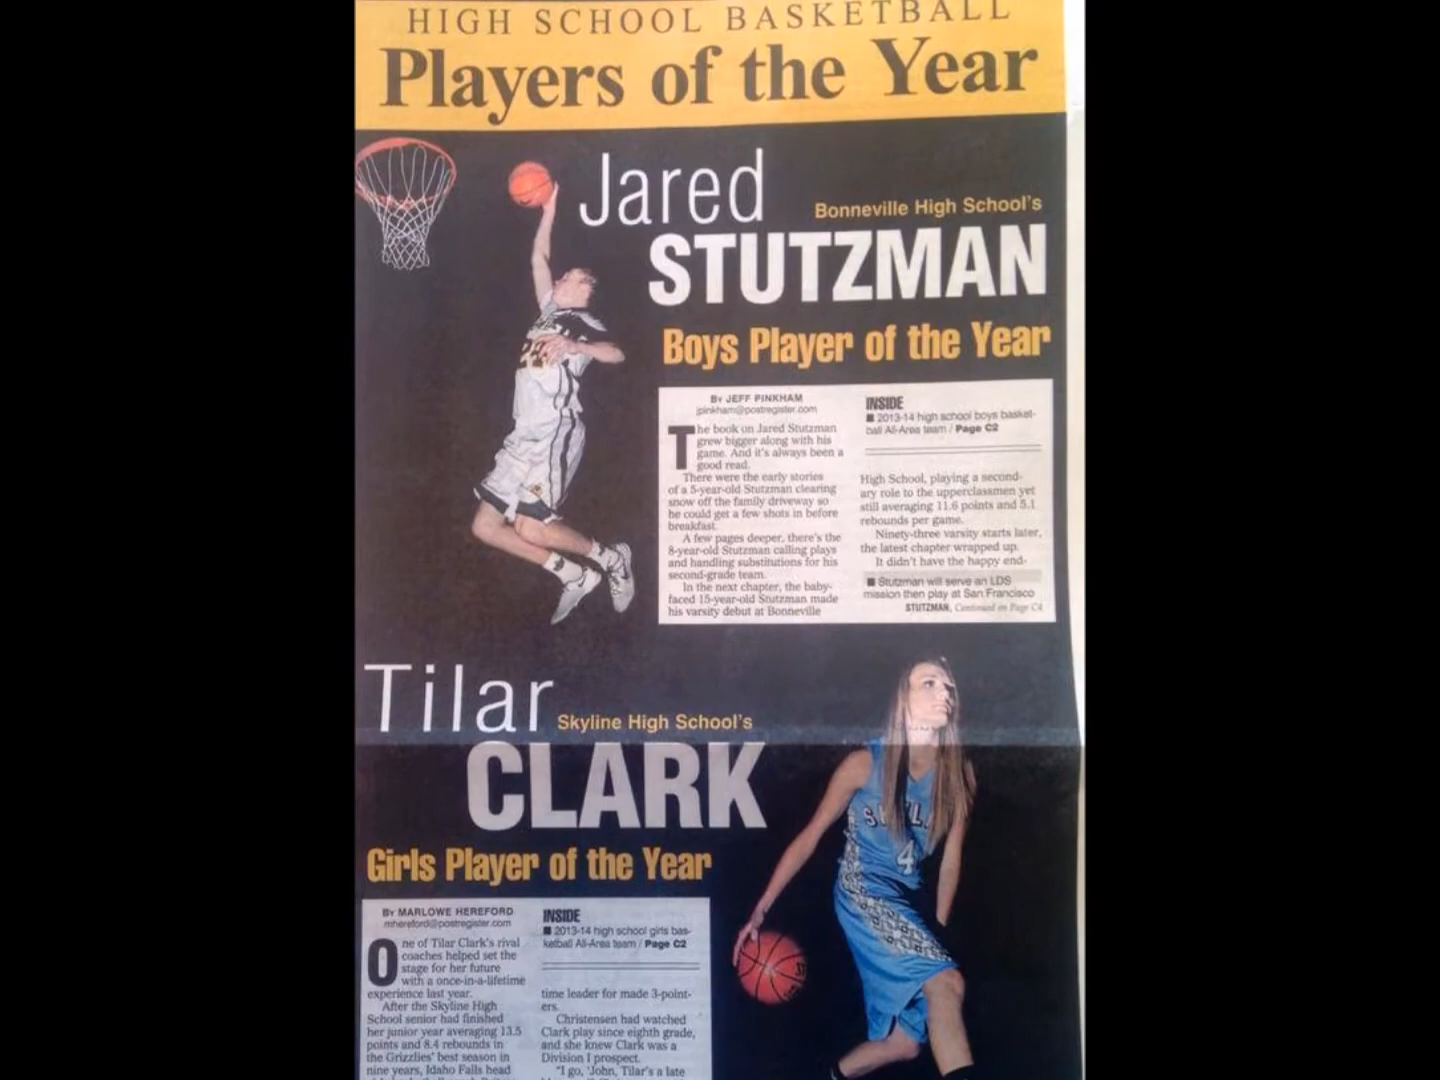 HIGH SCHOOL BASKETBALL
Players of the Year
Jared
Bonneville High School's
STUTZMAN
Boys Player of the Year
BY JEFF PINKHAM
jpinkham@postregister.com
The book on Jared Stutzman
grew bigger along with his
game. And it's always been a
good read.
There were the early stories
of a 5-year-old Stutzman clearing
snow off the family driveway so
he could get a few shots in before
breakfast.
A few pages deeper, there's the
8-year-old Stutzman calling plays
and handling substitutions for his
second-grade team.
In the next chapter, the baby-
faced 15-year-old Stutzman made
his varsity debut at Bonneville
INSIDE
■ 2013-14 high school boys basket-
ball All-Area team / Page C2
High School, playing a second-
ary role to the upperclassmen yet
still averaging 11.6 points and 5.1
rebounds per game.
Ninety-three varsity starts later,
the latest chapter wrapped up.
It didn't have the happy end-
■ Stutzman will serve an LDS
mission then play at San Francisco
STUTZMAN, Continued on Page C4
Tilar
Skyline High School's
CLARK
Girls Player of the Year
BY MARLOWE HEREFORD
mhereford@postregister.com
One of Tilar Clark's rival
coaches helped set the
stage for her future
with a once-in-a-lifetime
experience last year.
After the Skyline High
School senior had finished
her junior year averaging 13.5
points and 8.4 rebounds in
the Grizzlies' best season in
nine years, Idaho Falls head
INSIDE
■ 2013-14 high school girls bas-
ketball All-Area team / Page C2
time leader for made 3-point-
ers.
Christensen had watched
Clark play since eighth grade,
and she knew Clark was a
Division I prospect.
"I go, 'John, Tilar's a late
4